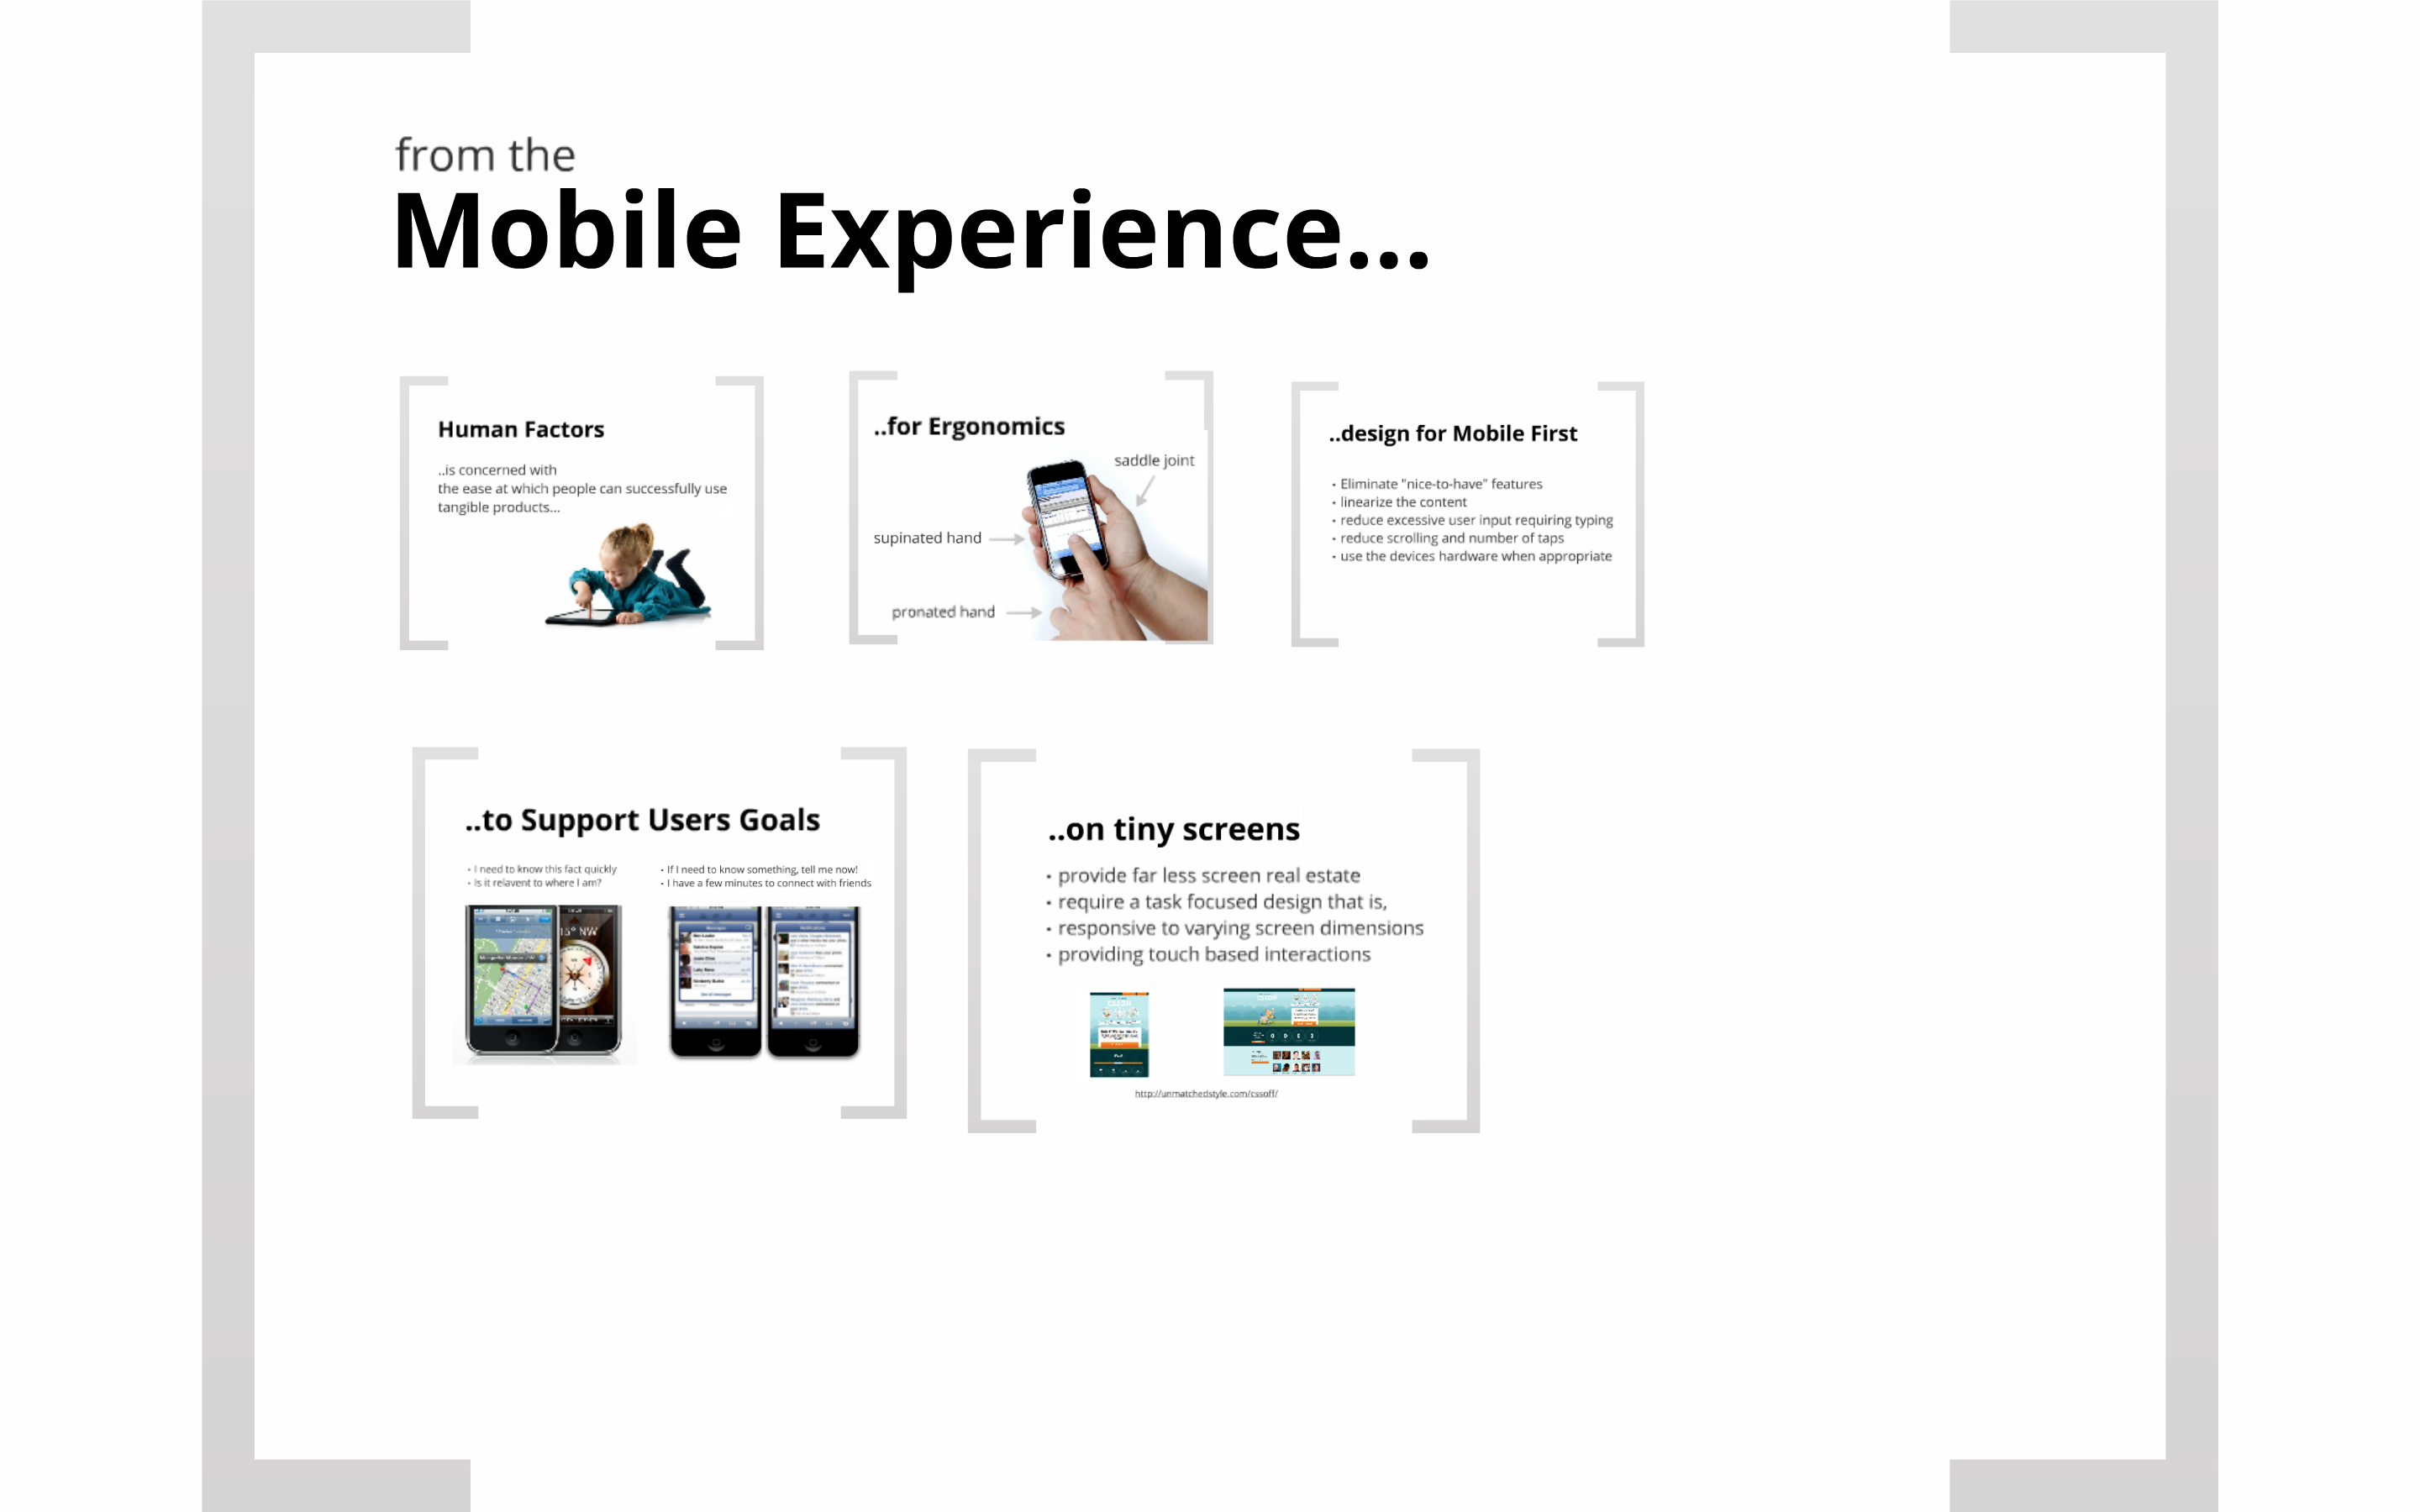 from the
Mobile Experience...
Human Factors
..is concerned with
the ease at which people can successfully use
tangible products...
..for Ergonomics
saddle joint
supinated hand
pronated hand
..design for Mobile First
• Eliminate "nice-to-have" features
• linearize the content
• reduce excessive user input requiring typing
• reduce scrolling and number of taps
• use the devices hardware when appropriate
..to Support Users Goals
• I need to know this fact quickly
• Is it relavent to where I am?
• If I need to know something, tell me now!
• I have a few minutes to connect with friends
15° NW
..on tiny screens
• provide far less screen real estate
• require a task focused design that is,
• responsive to varying screen dimensions
• providing touch based interactions
http://unmatchedstyle.com/cssoff/